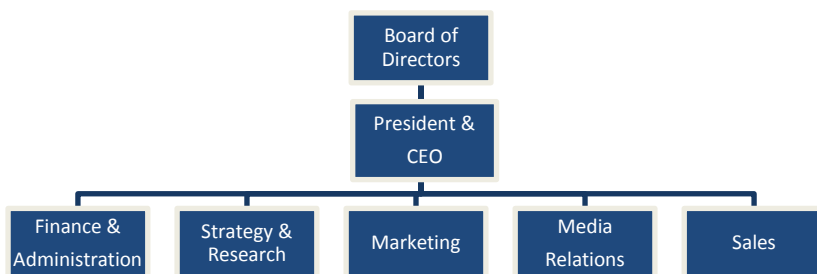 Board of
Directors
President &
CEO
Finance &
Administration
Strategy &
Research
Marketing
Media
Relations
Sales